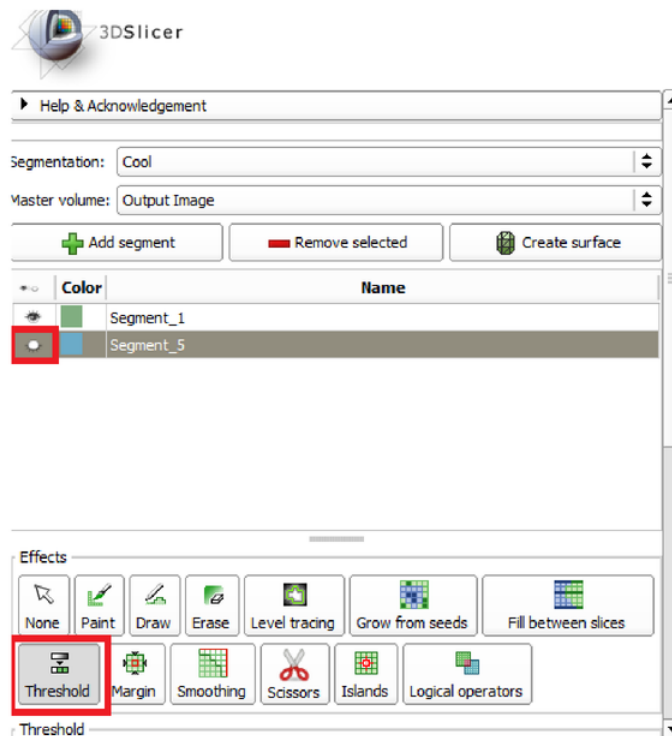 3DSlicer
Help & Acknowledgement
Segmentation: Cool
Master volume: Output Image
Add segment Remove selected Create surface
Color Name
Segment_1
Segment_5
Effects
None Paint Draw Erase Level tracing Grow from seeds Fill between slices
Threshold Margin Smoothing Scissors Islands Logical operators
Threshold